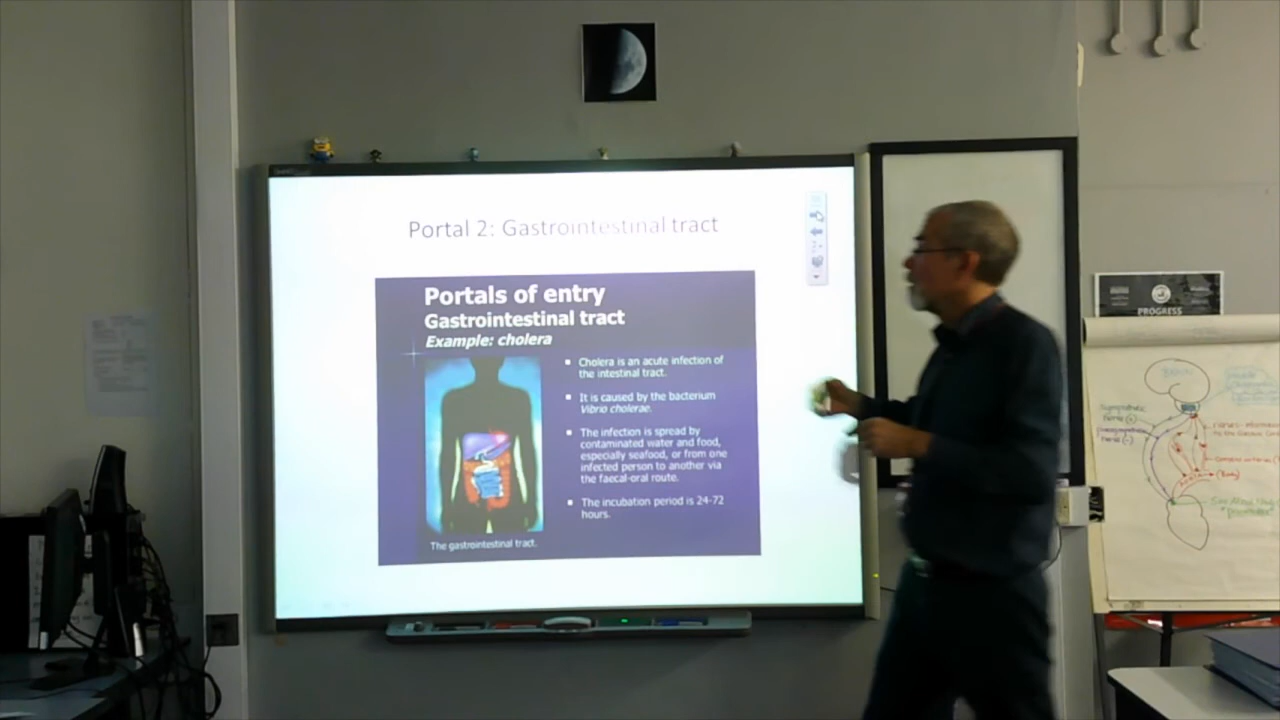 Portal 2: Gastrointestinal tract
Portals of entry
Gastrointestinal tract
Example: cholera
Cholera is an acute infection of
the intestinal tract.
It is caused by the bacterium
Vibrio cholerae.
The infection is spread by
contaminated water and food,
especially seafood, or from one
infected person to another via
the faecal-oral route.
The incubation period is 24-72
hours.
The gastrointestinal tract.
PROGRESS